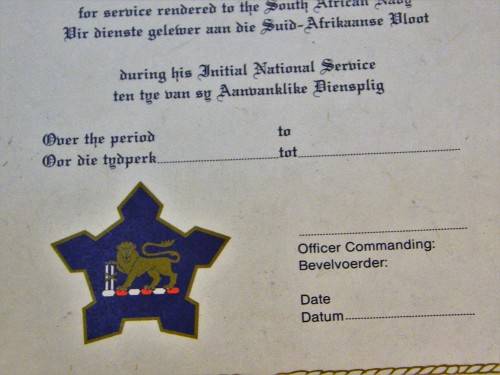 for service rendered to the South African Navy
Vir dienste gelewer aan die Suid-Afrikaanse Vloot
during his Initial National Service
ten tye van sy Aanvanklike Diensplig
Over the period to
Oor die tydperk tot
Officer Commanding:
Bevelvoerder:
Date
Datum